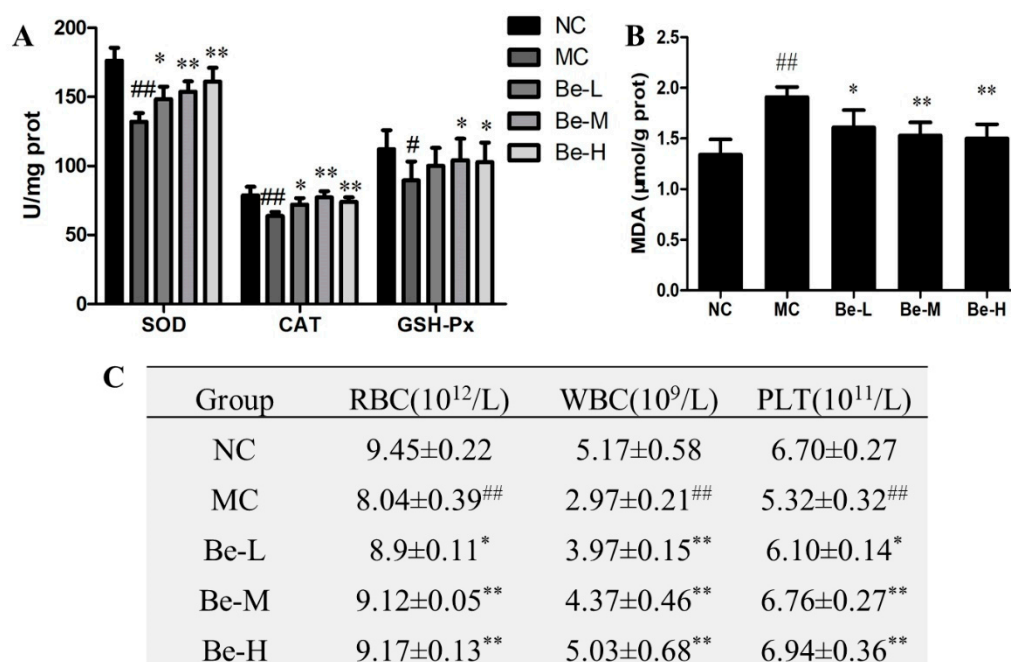 A
B
200
150
100
50
0
U/mg prot
##
*
**
**
##
*
**
**
#
*
*
SOD
CAT
GSH-Px
NC
MC
Be-L
Be-M
Be-H
2.5
2.0
1.5
1.0
0.5
0.0
MDA (μmol/g prot)
##
*
**
**
NC MC Be-L Be-M Be-H
C
Group RBC(10¹²/L) WBC(10⁹/L) PLT(10¹¹/L)
NC 9.45±0.22 5.17±0.58 6.70±0.27
MC 8.04±0.39## 2.97±0.21## 5.32±0.32##
Be-L 8.9±0.11* 3.97±0.15** 6.10±0.14*
Be-M 9.12±0.05** 4.37±0.46** 6.76±0.27**
Be-H 9.17±0.13** 5.03±0.68** 6.94±0.36**